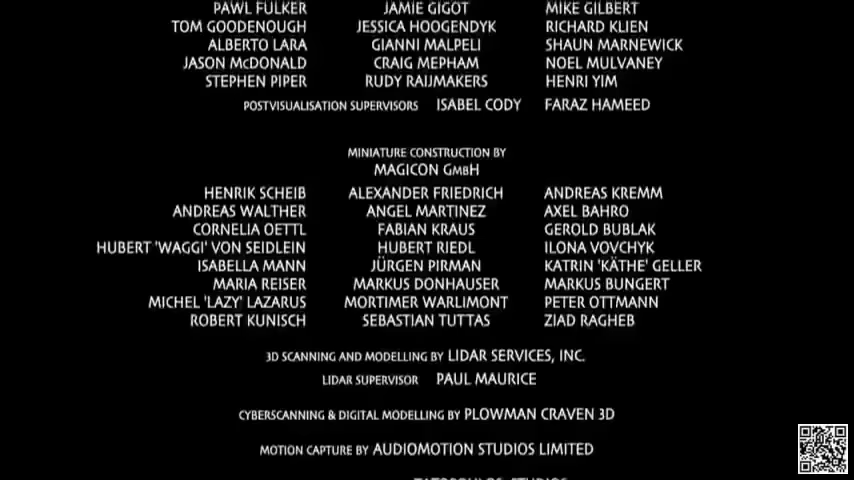 PAWL FULKER JAMIE GIGOT MIKE GILBERT
TOM GOODENOUGH JESSICA HOOGENDYK RICHARD KLIEN
ALBERTO LARA GIANNI MALPELI SHAUN MARNEWICK
JASON McDONALD CRAIG MEPHAM NOEL MULVANEY
STEPHEN PIPER RUDY RAIJMAKERS HENRI YIM
POSTVISUALISATION SUPERVISORS ISABEL CODY FARAZ HAMEED
MINIATURE CONSTRUCTION BY
MAGICON GMBH
HENRIK SCHEIB ALEXANDER FRIEDRICH ANDREAS KREMM
ANDREAS WALTHER ANGEL MARTINEZ AXEL BAHRO
CORNELIA OETTL FABIAN KRAUS GEROLD BUBLAK
HUBERT 'WAGGI' VON SEIDLEIN HUBERT RIEDL ILONA VOVCHYK
ISABELLA MANN JÜRGEN PIRMAN KATRIN 'KÄTHE' GELLER
MARIA REISER MARKUS DONHAUSER MARKUS BUNGERT
MICHEL 'LAZY' LAZARUS MORTIMER WARLIMONT PETER OTTMANN
ROBERT KUNISCH SEBASTIAN TUTTAS ZIAD RAGHEB
3D SCANNING AND MODELLING BY LIDAR SERVICES, INC.
LIDAR SUPERVISOR PAUL MAURICE
CYBERSCANNING & DIGITAL MODELLING BY PLOWMAN CRAVEN 3D
MOTION CAPTURE BY AUDIOMOTION STUDIOS LIMITED